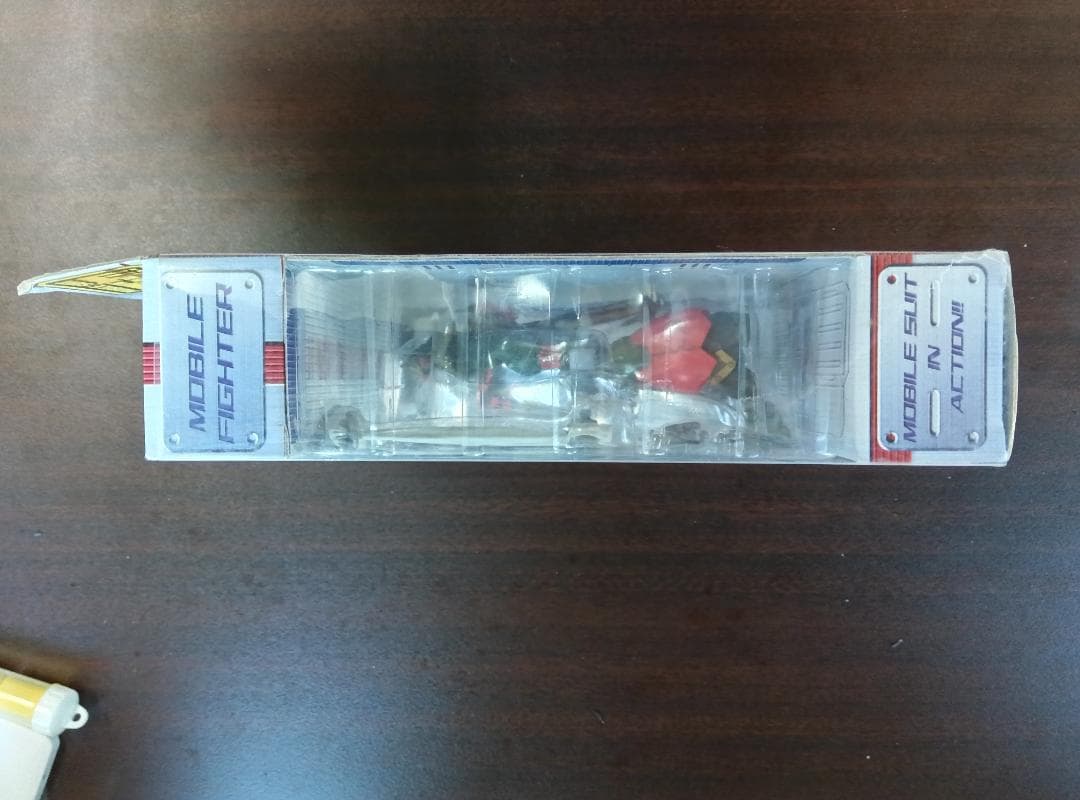 MOBILE
FIGHTER
MOBILE SUIT
IN
ACTION!!